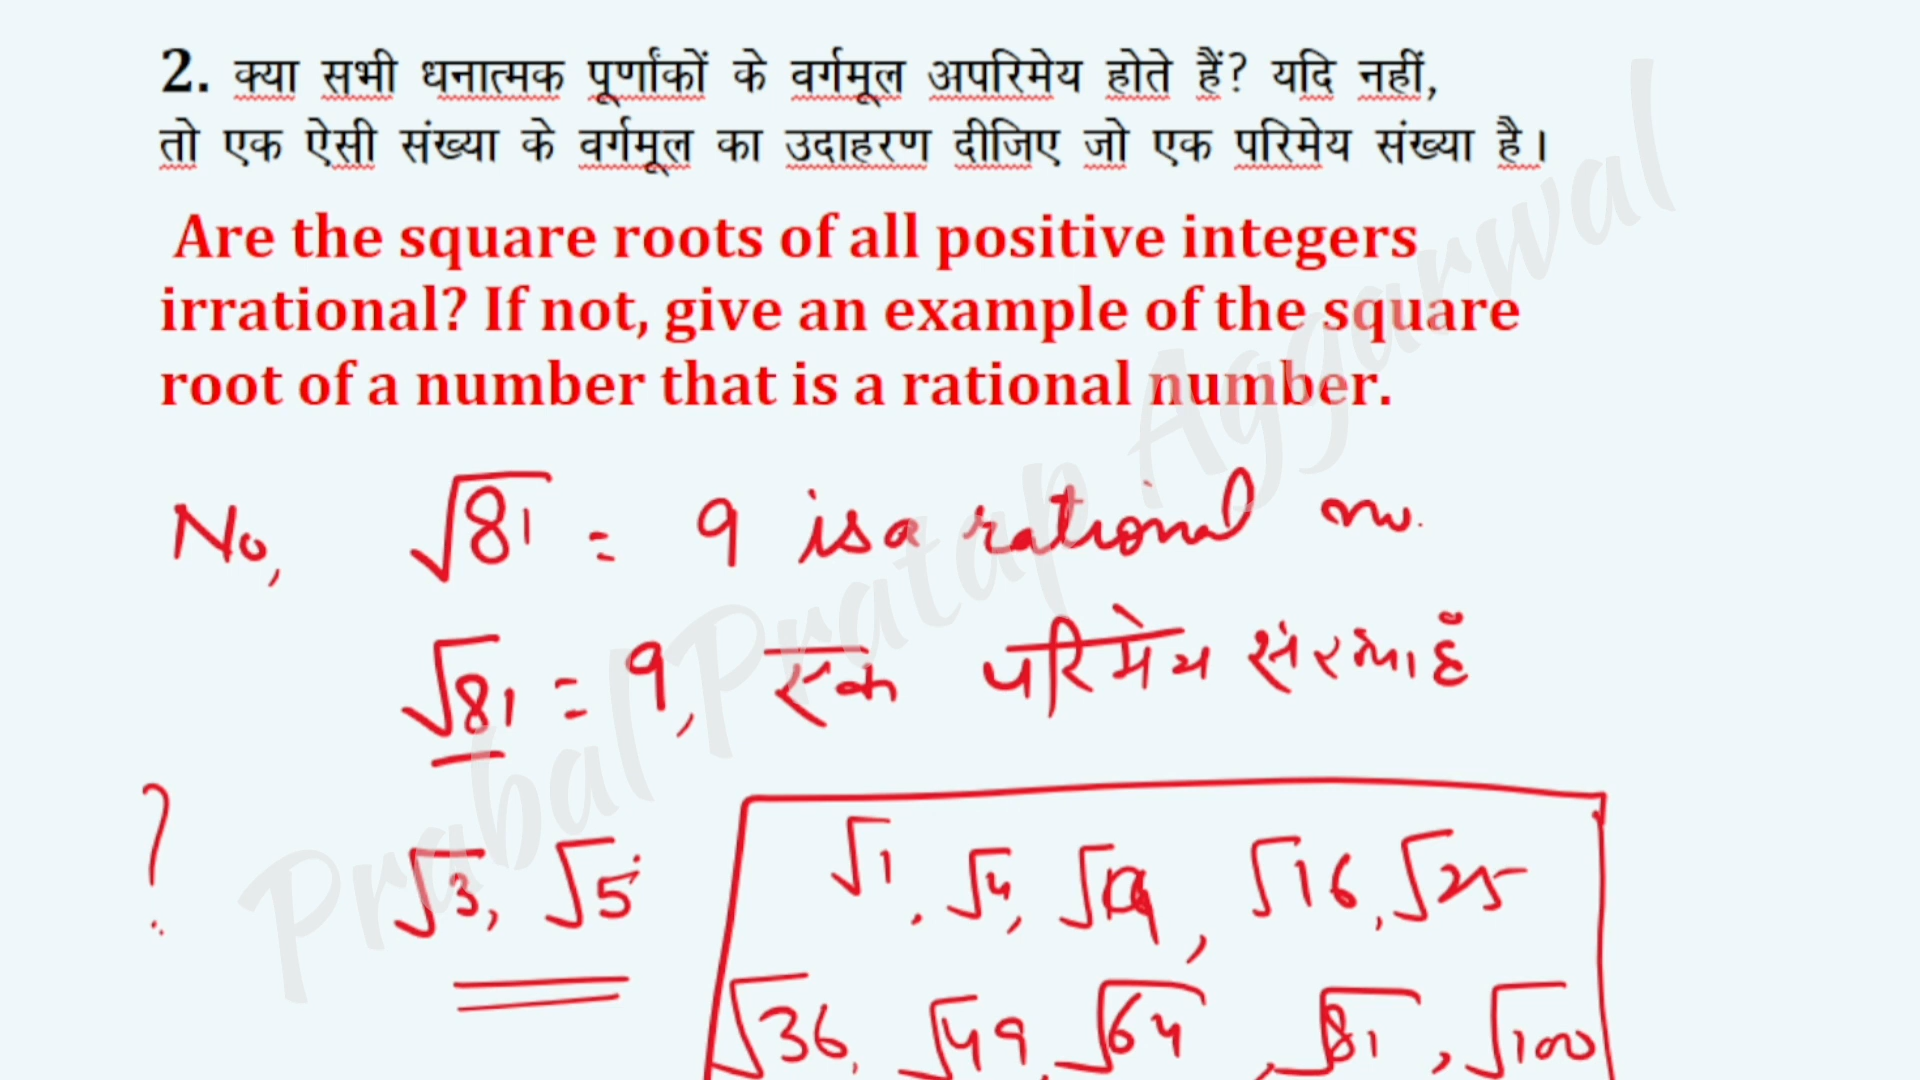 2. क्या सभी धनात्मक पूर्णांकों के वर्गमूल अपरिमेय होते हैं? यदि नहीं,
तो एक ऐसी संख्या के वर्गमूल का उदाहरण दीजिए जो एक परिमेय संख्या है।
Are the square roots of all positive integers
irrational? If not, give an example of the square
root of a number that is a rational number.
No, √81 = 9 is a rational no.
√81 = 9, एक परिमेय संख्या है
? √3, √5
√1, √4, √9, √16, √25
√36, √49, √64, √81, √100
Prabal Pratap Aggarwal